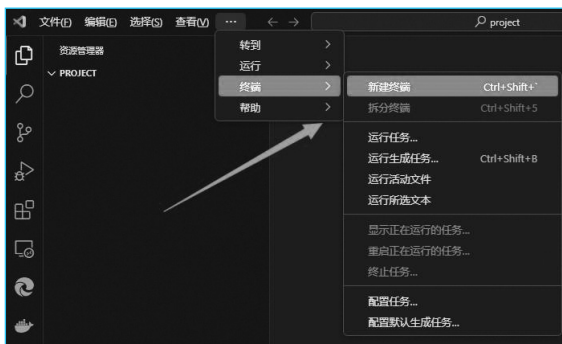 文件(F) 编辑(E) 选择(S) 查看(V) ··· ← → project
资源管理器
PROJECT
转到
运行
终端
帮助
新建终端 Ctrl+Shift+`
拆分终端 Ctrl+Shift+5
运行任务...
运行生成任务... Ctrl+Shift+B
运行活动文件
运行所选文本
显示正在运行的任务...
重启正在运行的任务...
终止任务...
配置任务...
配置默认生成任务...